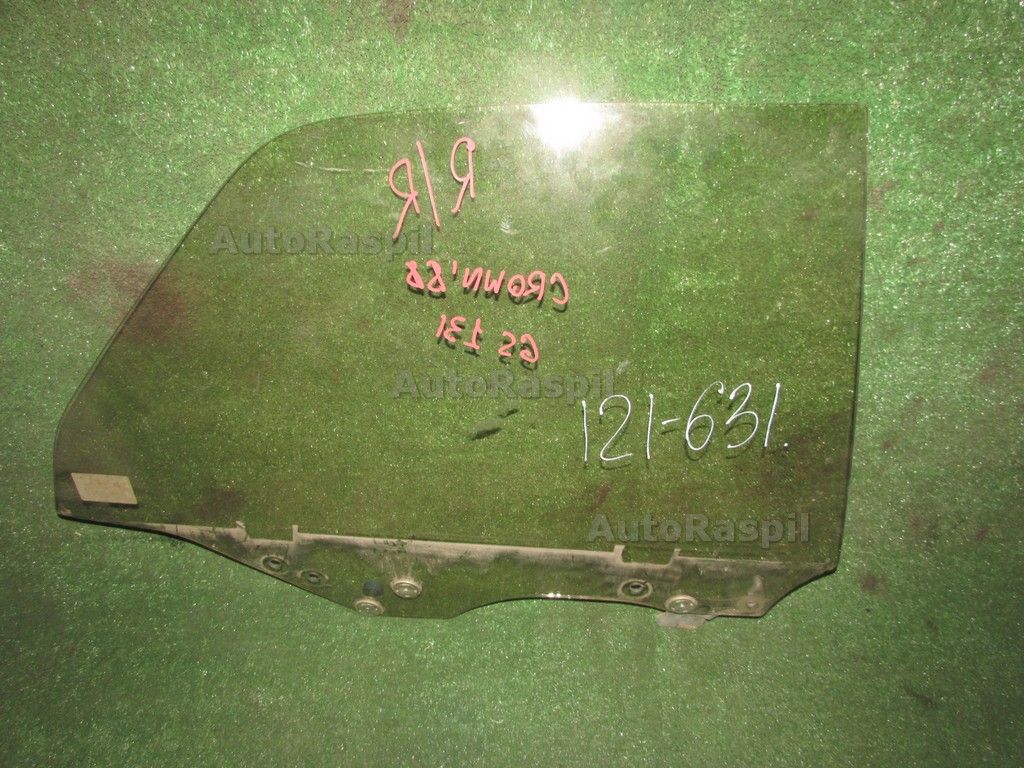 R/R
AutoRaspil
CROWN '88
GS 131
AutoRaspil
121-631.
AutoRaspil